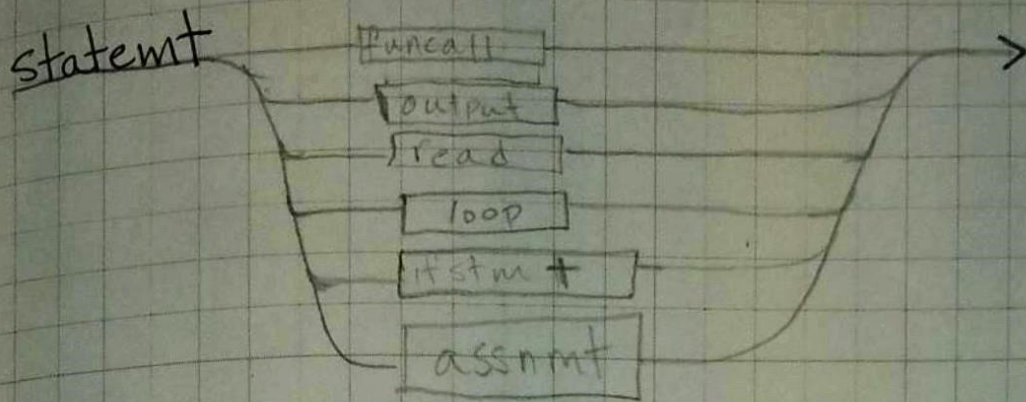 statemt
funcall
output
read
loop
ifstmt
assnmt